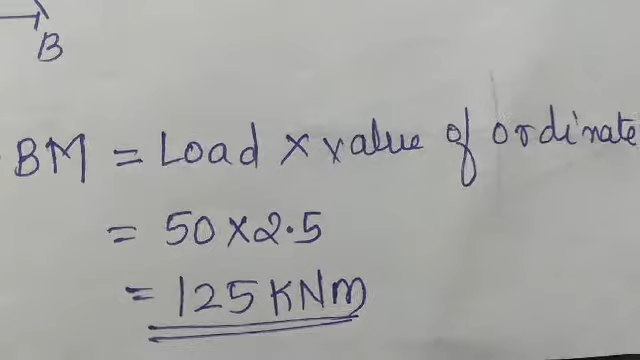 B
BM = Load × value of ordinate
= 50 × 2.5
= 125 KNm